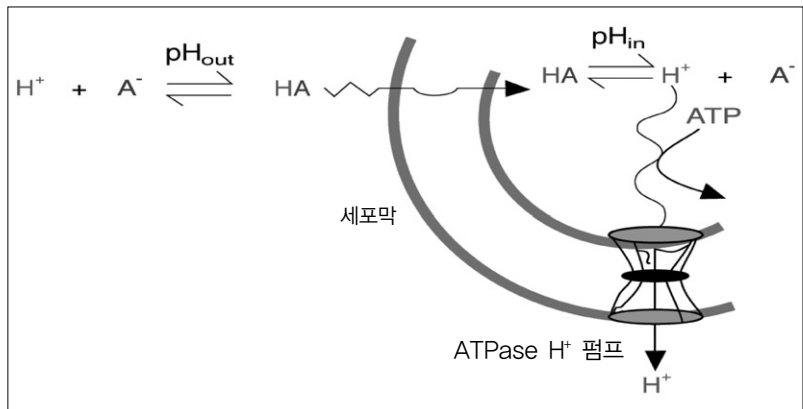 H⁺ + A⁻ pHout HA HA pHin H⁺ + A⁻
ATP
세포막
ATPase H⁺ 펌프
H⁺